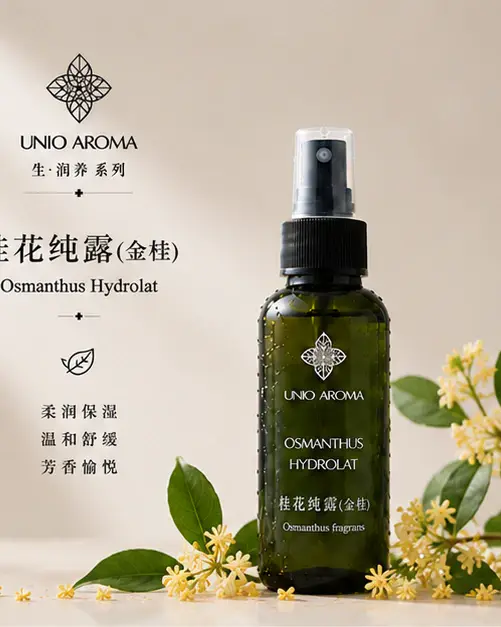 UNIO AROMA
生·润养系列
桂花纯露(金桂)
Osmanthus Hydrolat
柔润保湿
温和舒缓
芳香愉悦
UNIO AROMA
OSMANTHUS
HYDROLAT
桂花纯露(金桂)
Osmanthus fragrans